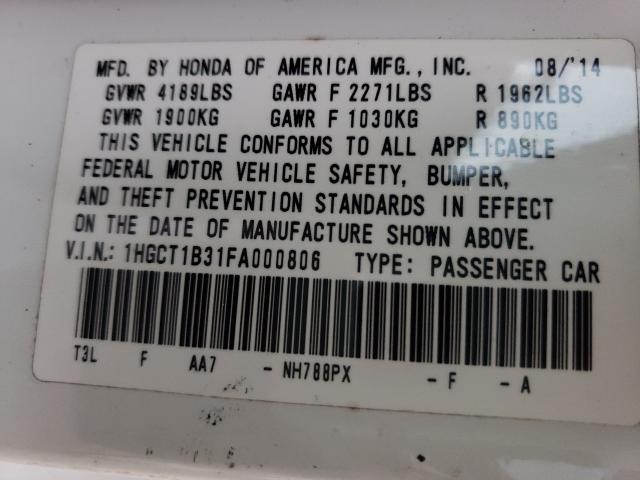 MFD. BY HONDA OF AMERICA MFG., INC. 08/'14
GVWR 4189LBS GAWR F 2271LBS R 1962LBS
GVWR 1900KG GAWR F 1030KG R 890KG
THIS VEHICLE CONFORMS TO ALL APPLICABLE
FEDERAL MOTOR VEHICLE SAFETY, BUMPER,
AND THEFT PREVENTION STANDARDS IN EFFECT
ON THE DATE OF MANUFACTURE SHOWN ABOVE.
V.I.N.: 1HGCT1B31FA000806 TYPE: PASSENGER CAR
T3L F AA7 - NH788PX - F - A